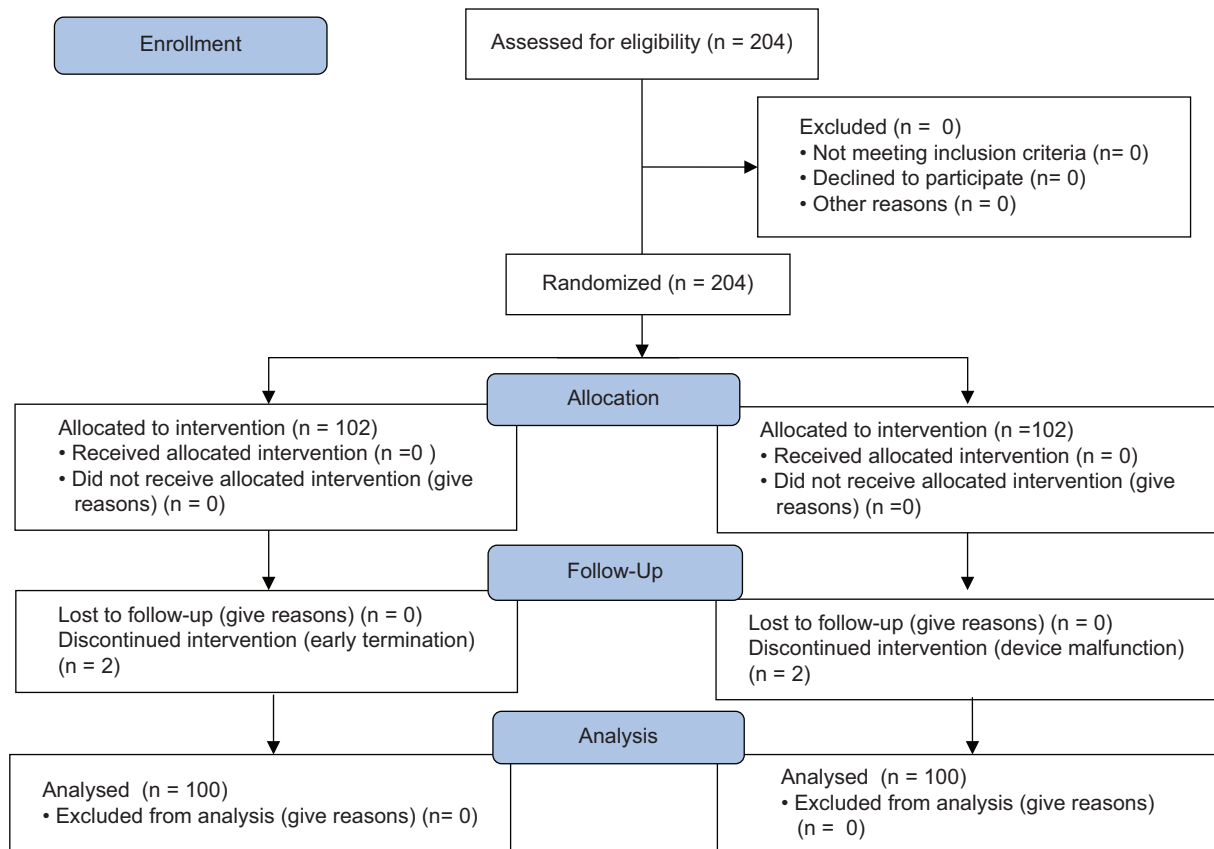 Enrollment
Assessed for eligibility (n = 204)
Excluded (n =  0)
• Not meeting inclusion criteria (n= 0)
• Declined to participate (n= 0)
• Other reasons (n = 0)
Randomized (n = 204)
Allocation
Allocated to intervention (n = 102)
• Received allocated intervention (n =0 )
• Did not receive allocated intervention (give
reasons) (n = 0)
Allocated to intervention (n =102)
• Received allocated intervention (n = 0)
• Did not receive allocated intervention (give
reasons) (n =0)
Follow-Up
Lost to follow-up (give reasons) (n = 0)
Discontinued intervention (early termination)
(n = 2)
Lost to follow-up (give reasons) (n = 0)
Discontinued intervention (device malfunction)
(n = 2)
Analysis
Analysed  (n = 100)
• Excluded from analysis (give reasons) (n= 0)
Analysed  (n = 100)
• Excluded from analysis (give reasons)
(n =  0)